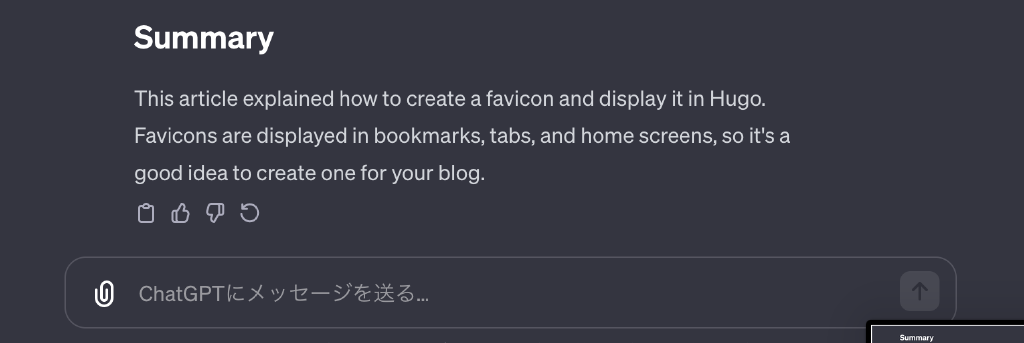 Summary
This article explained how to create a favicon and display it in Hugo.
Favicons are displayed in bookmarks, tabs, and home screens, so it's a
good idea to create one for your blog.
ChatGPTにメッセージを送る...
Summary